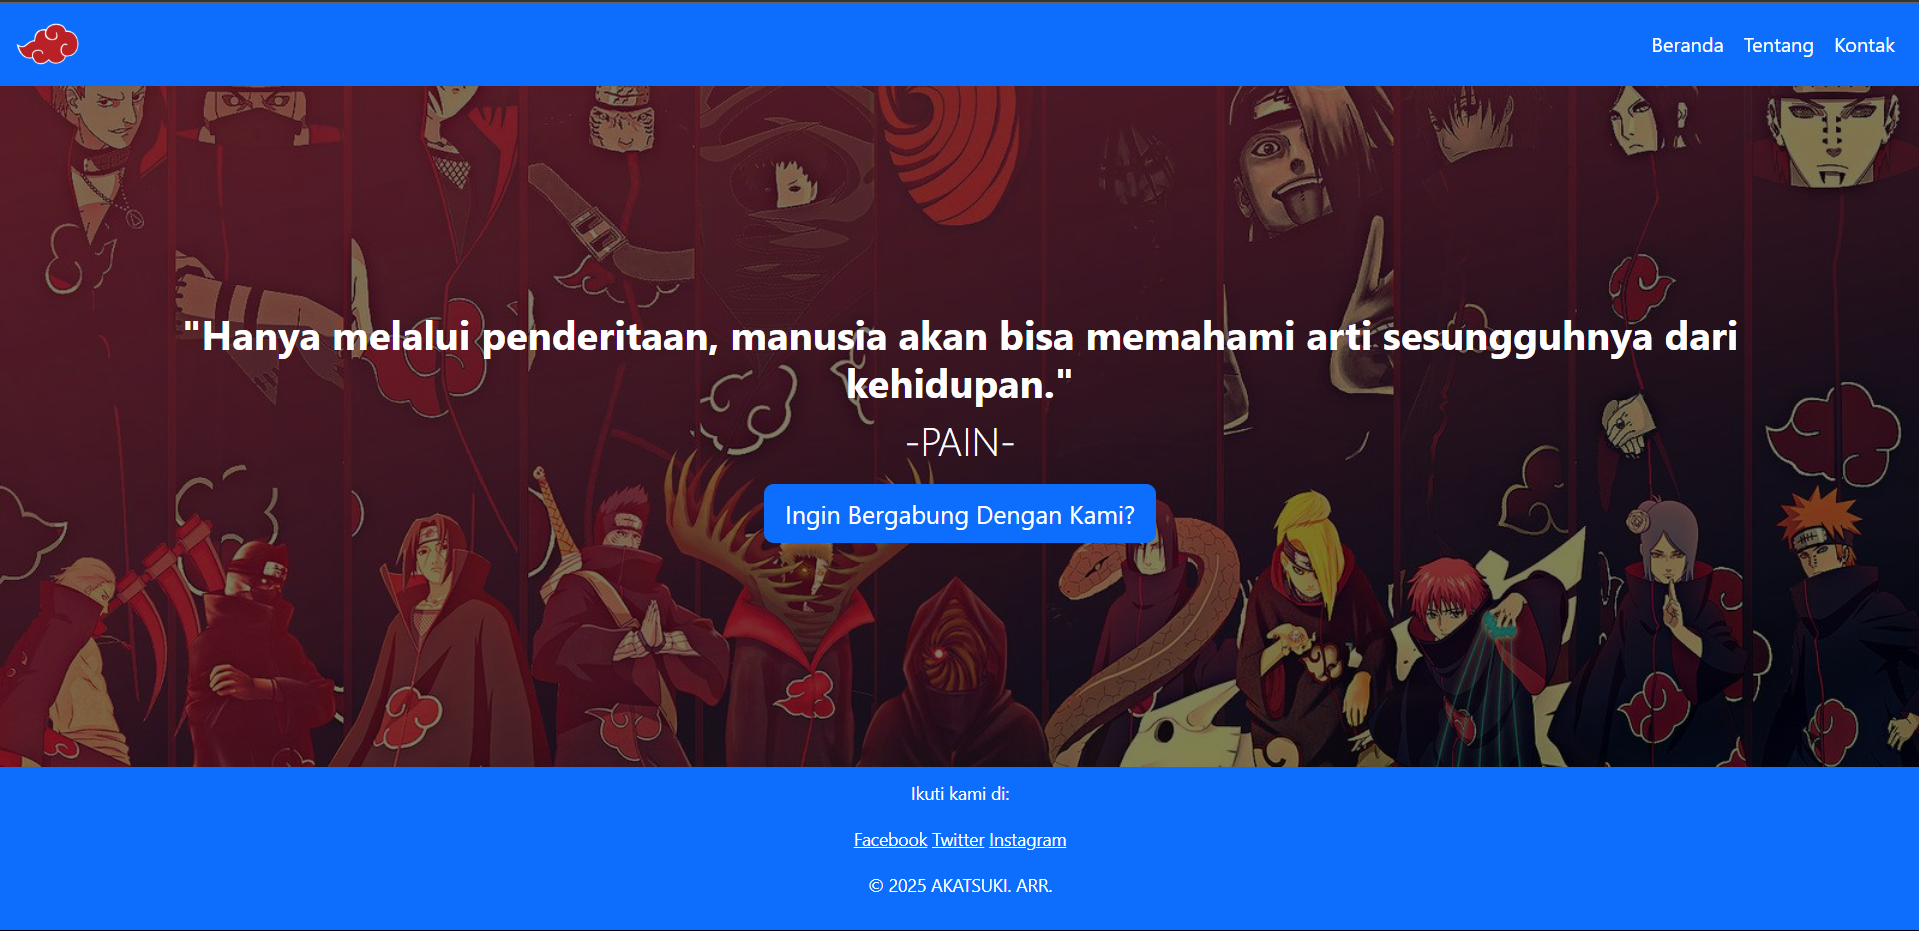 Beranda Tentang Kontak
"Hanya melalui penderitaan, manusia akan bisa memahami arti sesungguhnya dari
kehidupan."
-PAIN-
Ingin Bergabung Dengan Kami?
Ikuti kami di:
Facebook Twitter Instagram
© 2025 AKATSUKI. ARR.